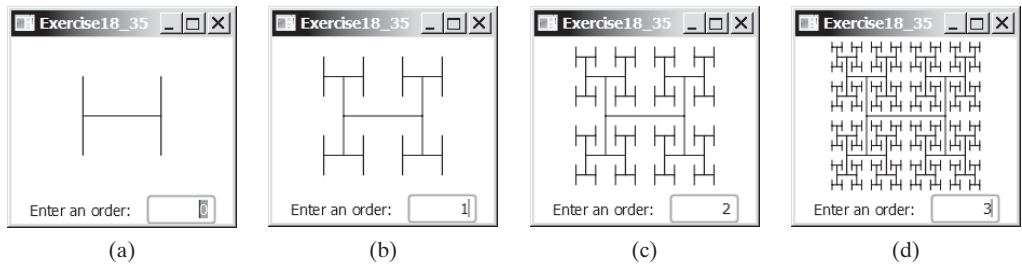 Exercise18_35
Enter an order: 0
(a)
Exercise18_35
Enter an order: 1
(b)
Exercise18_35
Enter an order: 2
(c)
Exercise18_35
Enter an order: 3
(d)